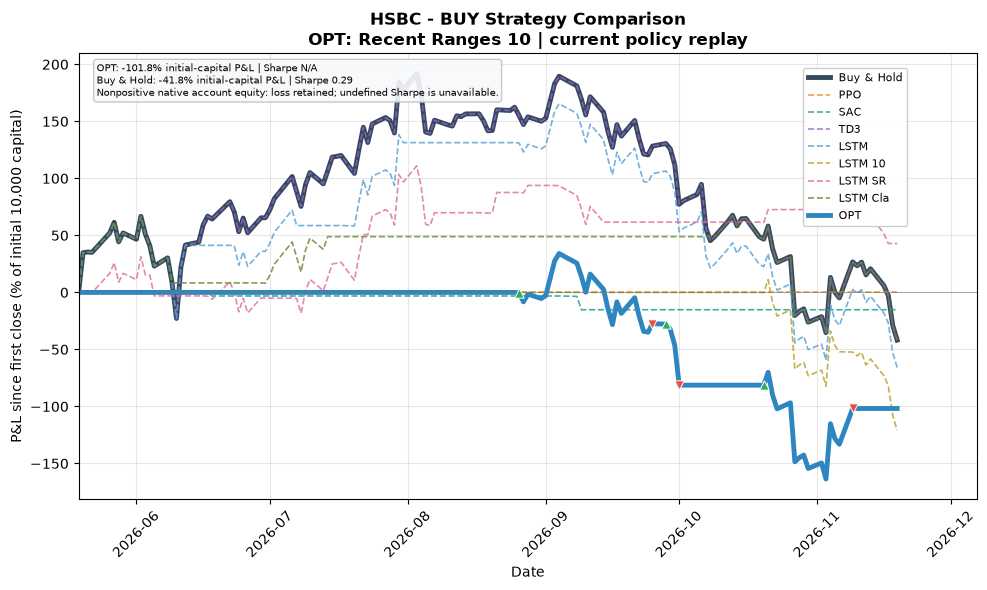 HSBC - BUY Strategy Comparison
OPT: Recent Ranges 10 | current policy replay
OPT: -101.8% initial-capital P&L | Sharpe N/A
Buy & Hold: -41.8% initial-capital P&L | Sharpe 0.29
Nonpositive native account equity: loss retained; undefined Sharpe is unavailable.
Buy & Hold
PPO
SAC
TD3
LSTM
LSTM 10
LSTM SR
LSTM Cla
OPT
P&L since first close (% of initial 10,000 capital)
200
150
100
50
0
−50
−100
−150
2026-06
2026-07
2026-08
2026-09
2026-10
2026-11
2026-12
Date